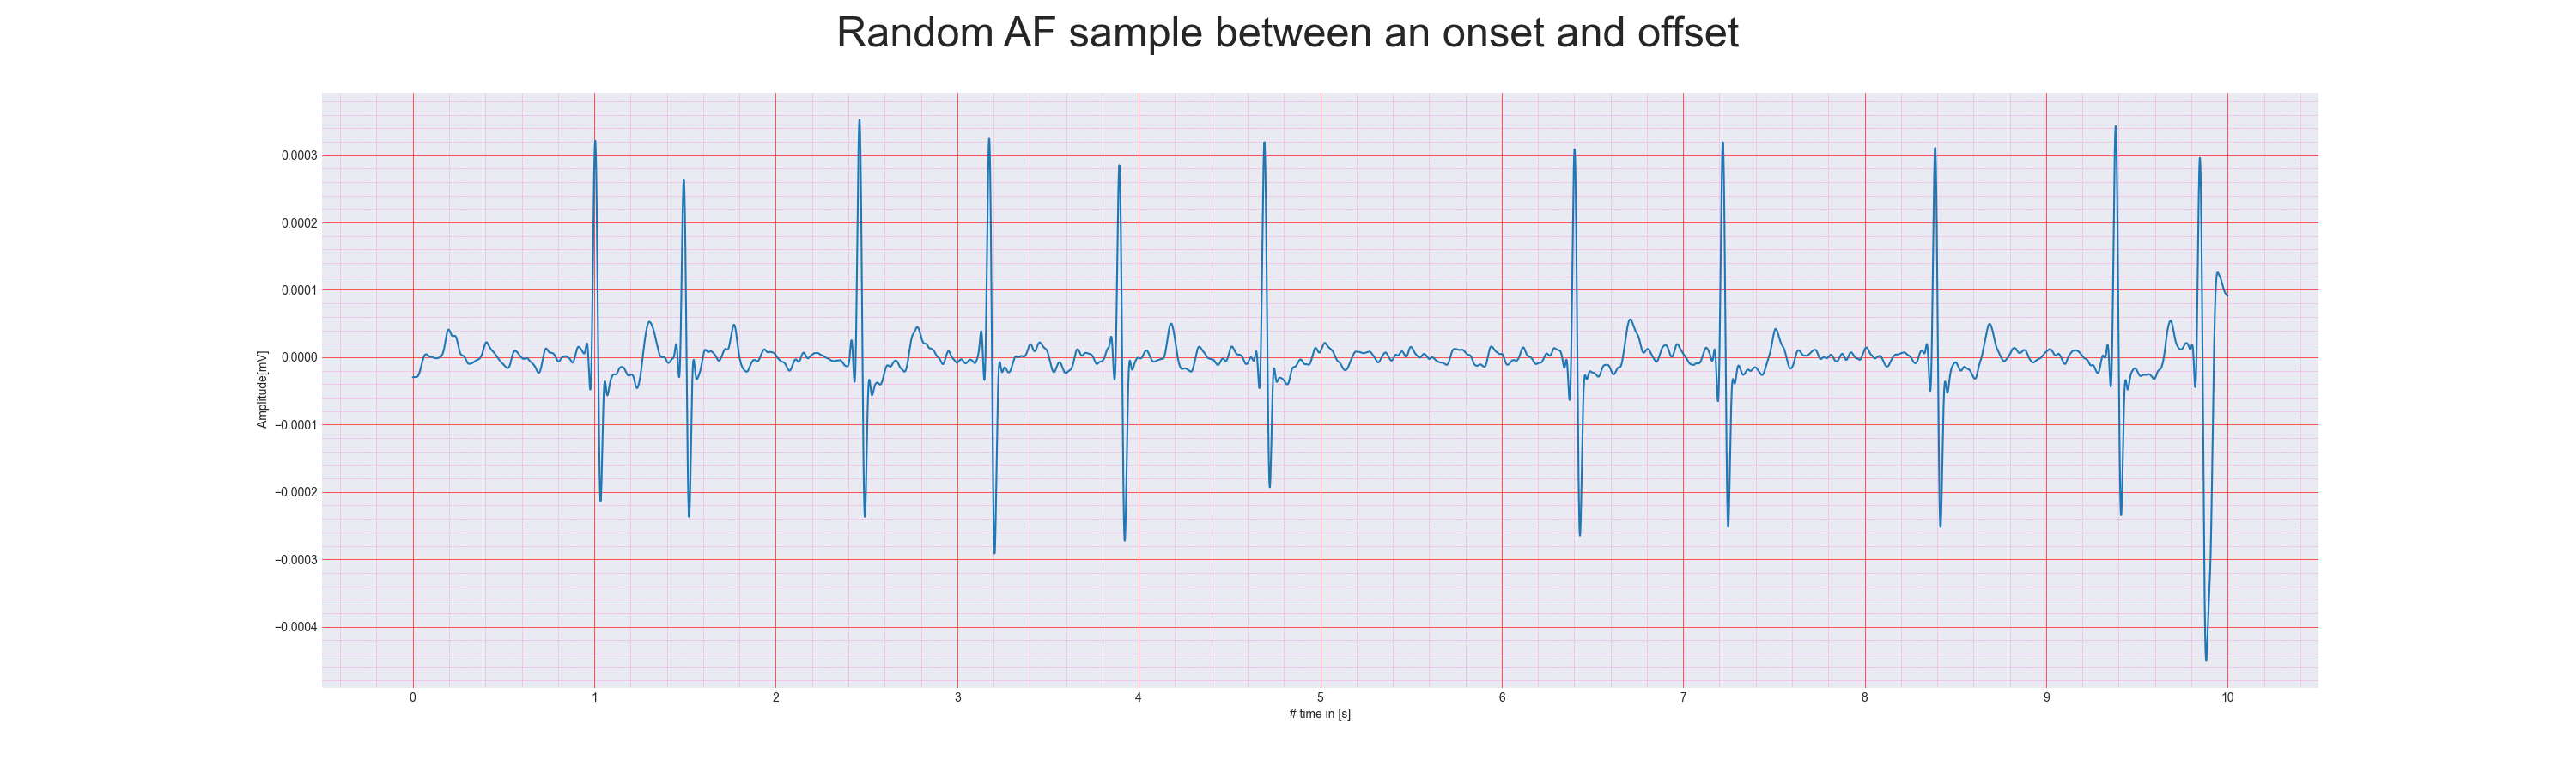 Random AF sample between an onset and offset
0.0003
0.0002
0.0001
0.0000
−0.0001
−0.0002
−0.0003
−0.0004
Amplitude[mV]
0 1 2 3 4 5 6 7 8 9 10
# time in [s]